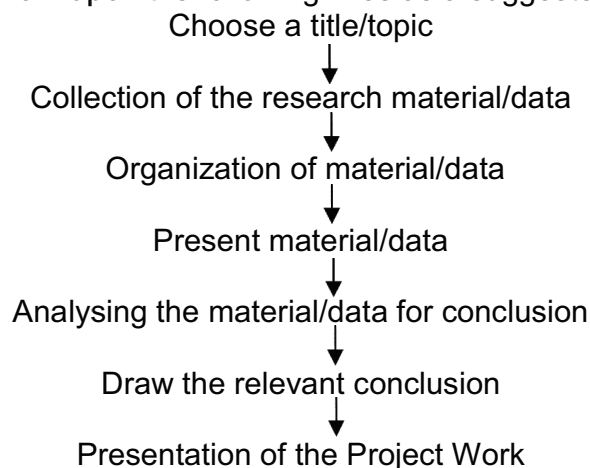 Choose a title/topic
Collection of the research material/data
Organization of material/data
Present material/data
Analysing the material/data for conclusion
Draw the relevant conclusion
Presentation of the Project Work